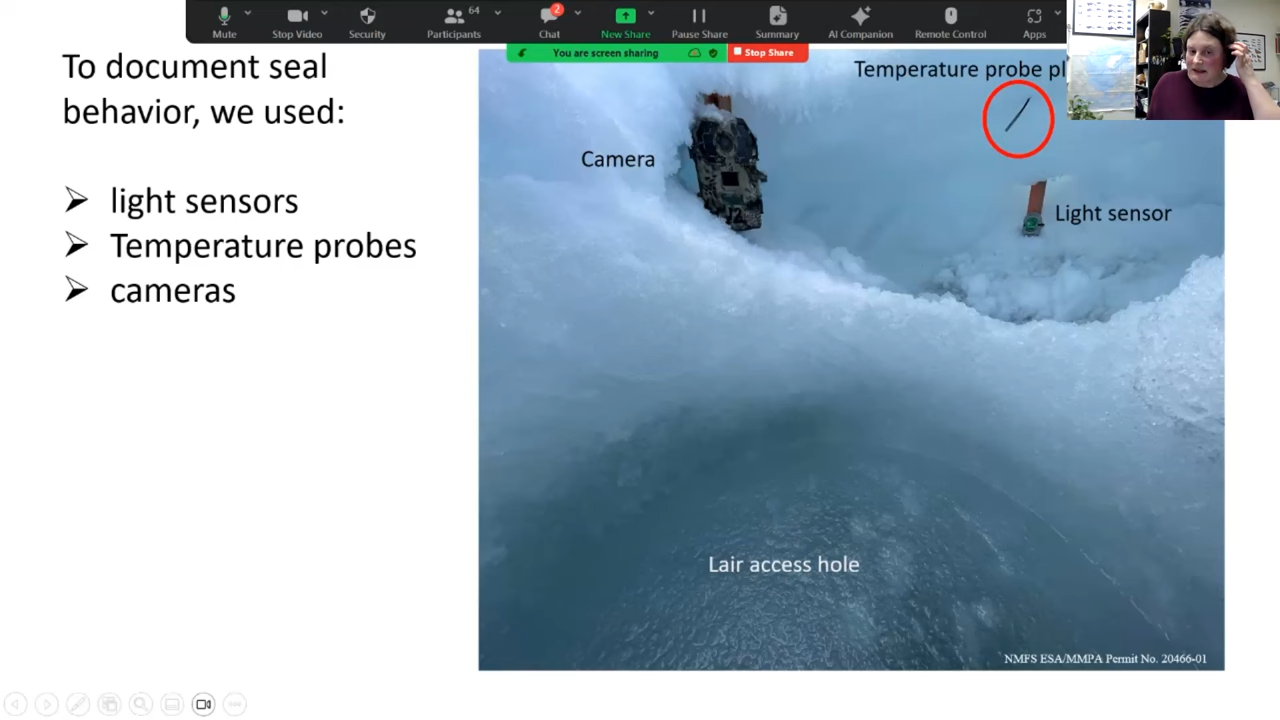 64
2
Mute
Stop Video
Security
Participants
Chat
New Share
Pause Share
Summary
AI Companion
Remote Control
Apps
You are screen sharing
Stop Share
To document seal
behavior, we used:
light sensors
Temperature probes
cameras
Temperature probe pl
Camera
Light sensor
Lair access hole
NMFS ESA/MMPA Permit No. 20466-01